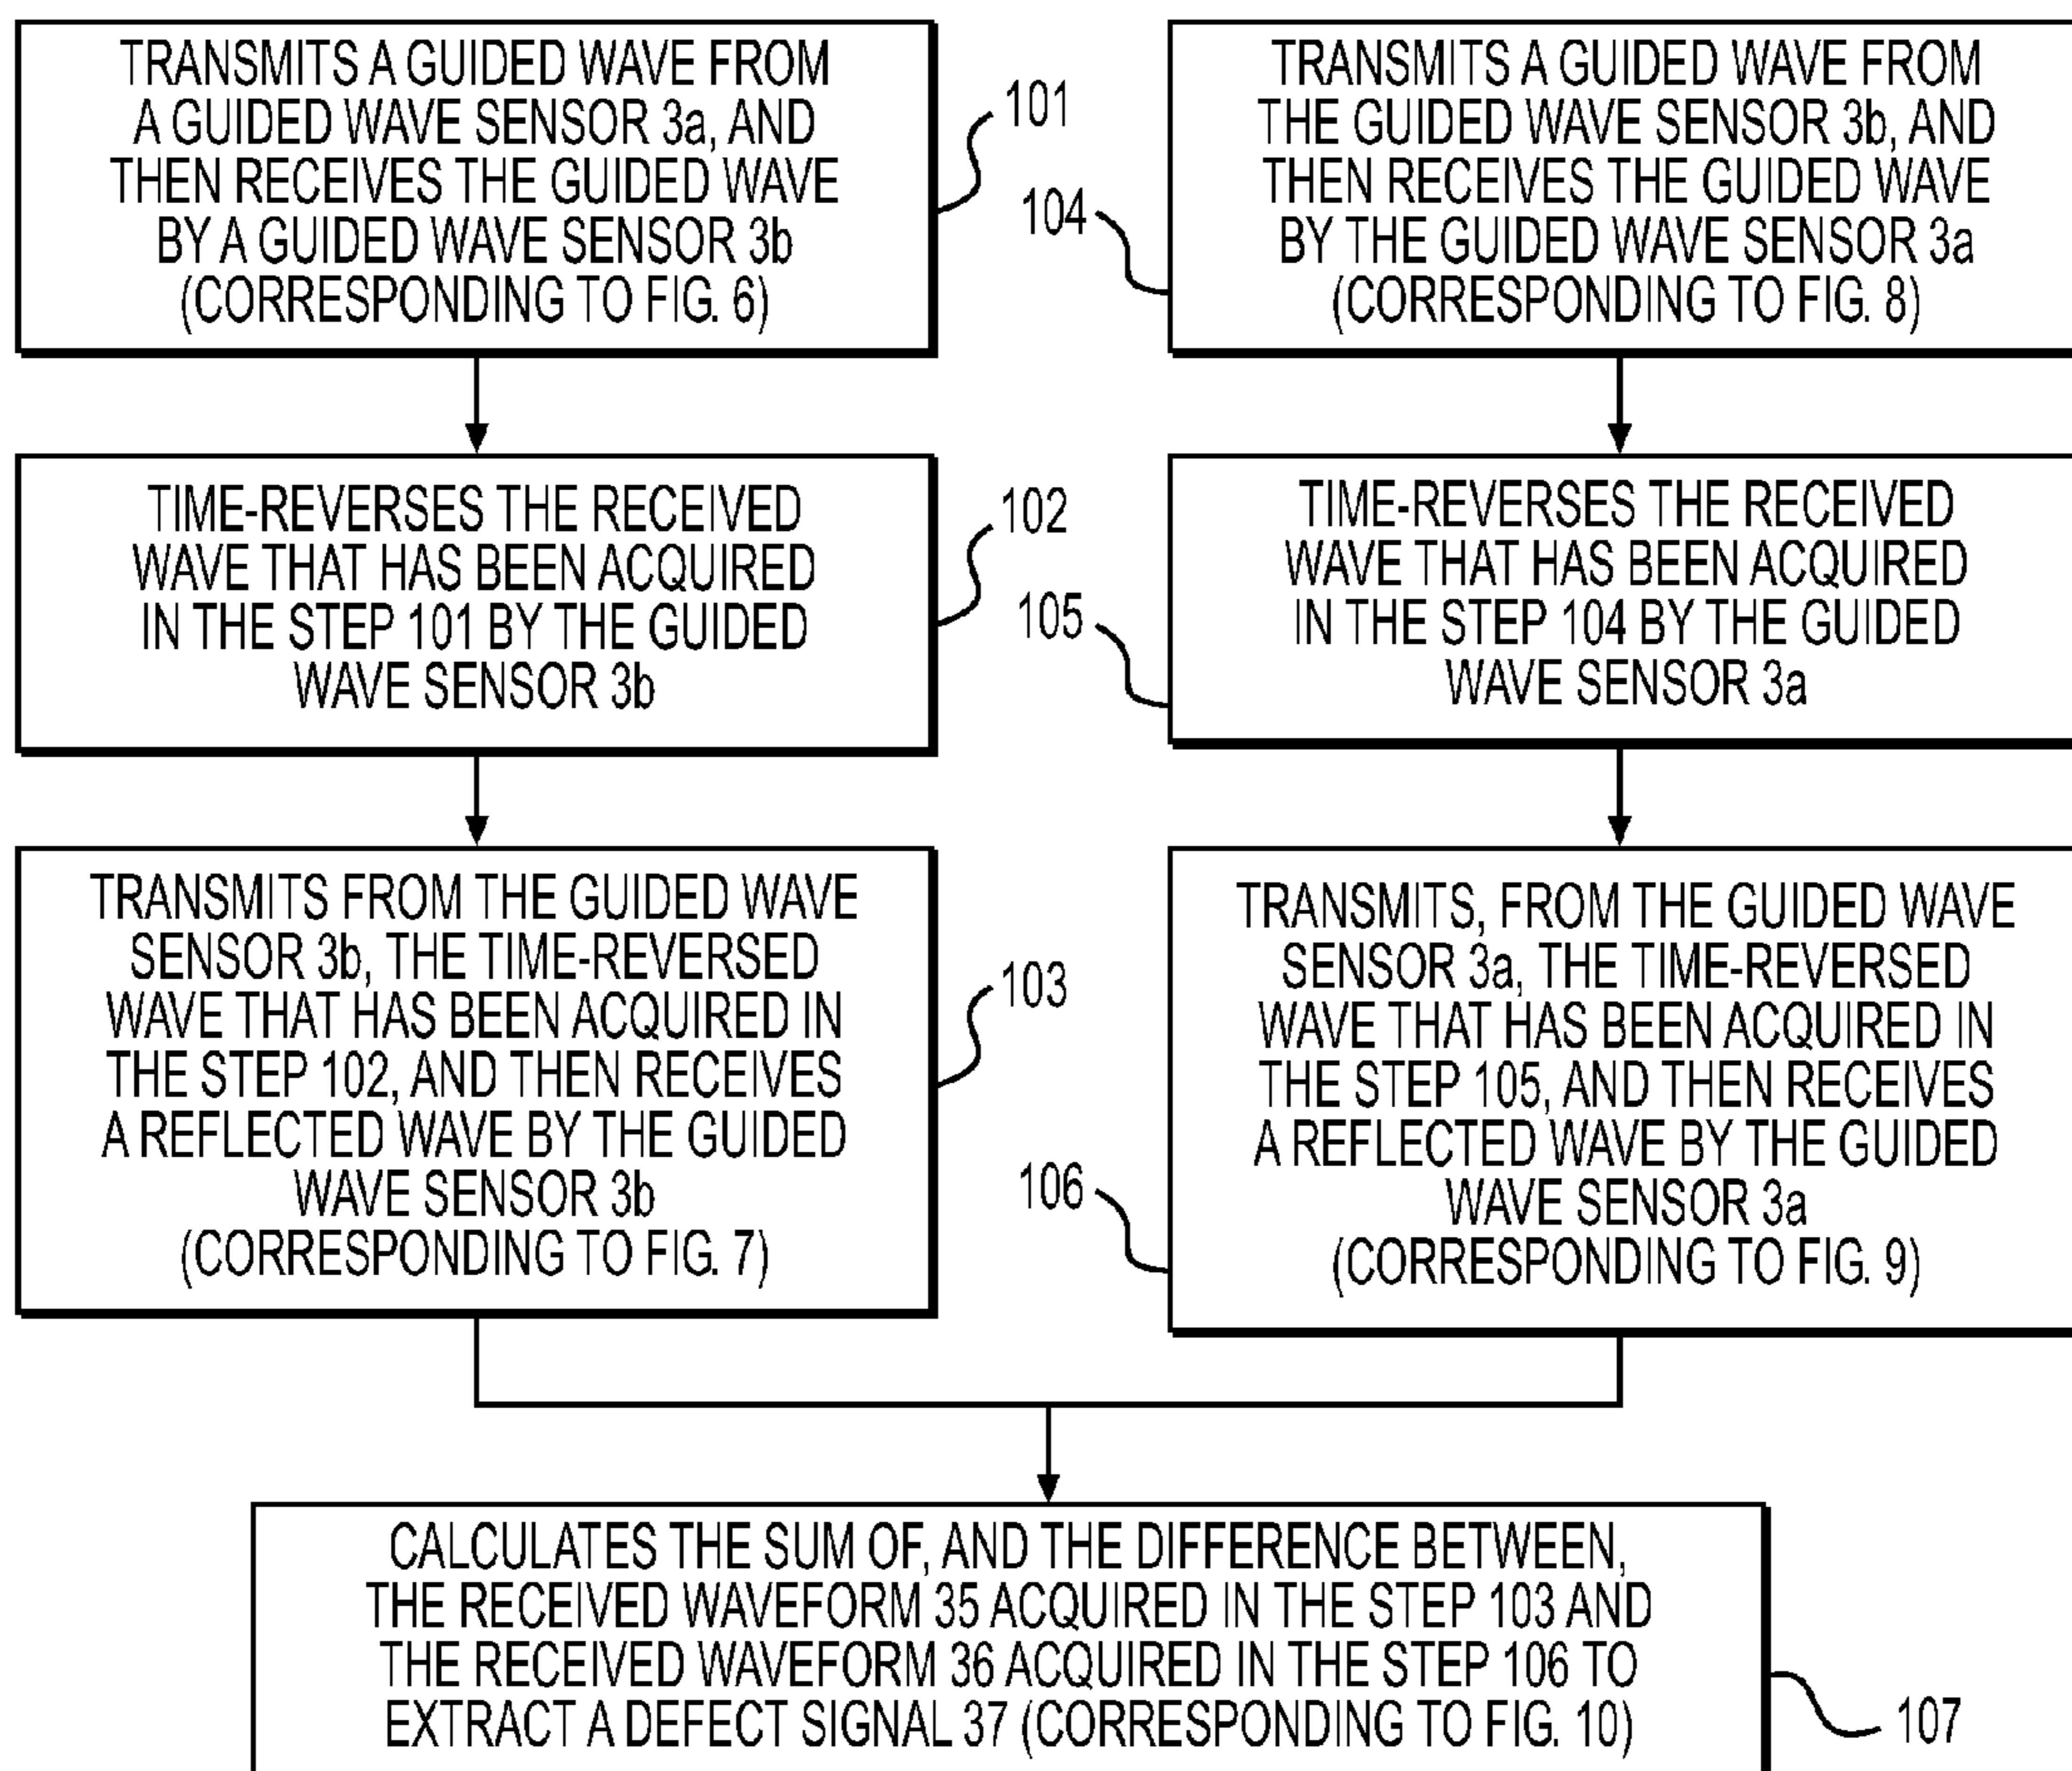 TRANSMITS A GUIDED WAVE FROM
A GUIDED WAVE SENSOR 3a, AND
THEN RECEIVES THE GUIDED WAVE
BY A GUIDED WAVE SENSOR 3b
(CORRESPONDING TO FIG. 6)
101
TIME-REVERSES THE RECEIVED
WAVE THAT HAS BEEN ACQUIRED
IN THE STEP 101 BY THE GUIDED
WAVE SENSOR 3b
102
TRANSMITS FROM THE GUIDED WAVE
SENSOR 3b, THE TIME-REVERSED
WAVE THAT HAS BEEN ACQUIRED IN
THE STEP 102, AND THEN RECEIVES
A REFLECTED WAVE BY THE GUIDED
WAVE SENSOR 3b
(CORRESPONDING TO FIG. 7)
103
TRANSMITS A GUIDED WAVE FROM
THE GUIDED WAVE SENSOR 3b, AND
THEN RECEIVES THE GUIDED WAVE
BY THE GUIDED WAVE SENSOR 3a
(CORRESPONDING TO FIG. 8)
104
TIME-REVERSES THE RECEIVED
WAVE THAT HAS BEEN ACQUIRED
IN THE STEP 104 BY THE GUIDED
WAVE SENSOR 3a
105
TRANSMITS, FROM THE GUIDED WAVE
SENSOR 3a, THE TIME-REVERSED
WAVE THAT HAS BEEN ACQUIRED IN
THE STEP 105, AND THEN RECEIVES
A REFLECTED WAVE BY THE GUIDED
WAVE SENSOR 3a
(CORRESPONDING TO FIG. 9)
106
CALCULATES THE SUM OF, AND THE DIFFERENCE BETWEEN,
THE RECEIVED WAVEFORM 35 ACQUIRED IN THE STEP 103 AND
THE RECEIVED WAVEFORM 36 ACQUIRED IN THE STEP 106 TO
EXTRACT A DEFECT SIGNAL 37 (CORRESPONDING TO FIG. 10)
107